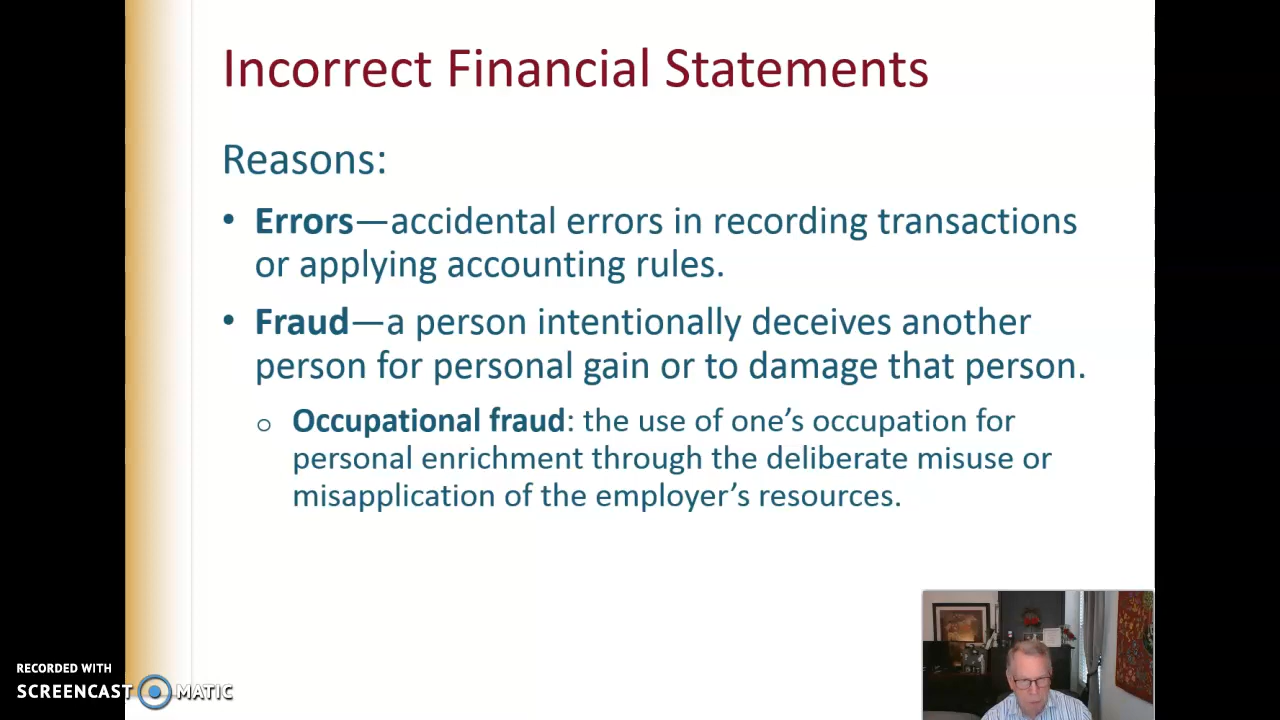 Incorrect Financial Statements
Reasons:
• Errors—accidental errors in recording transactions
or applying accounting rules.
• Fraud—a person intentionally deceives another
person for personal gain or to damage that person.
o Occupational fraud: the use of one’s occupation for
personal enrichment through the deliberate misuse or
misapplication of the employer’s resources.
RECORDED WITH
SCREENCAST MATIC